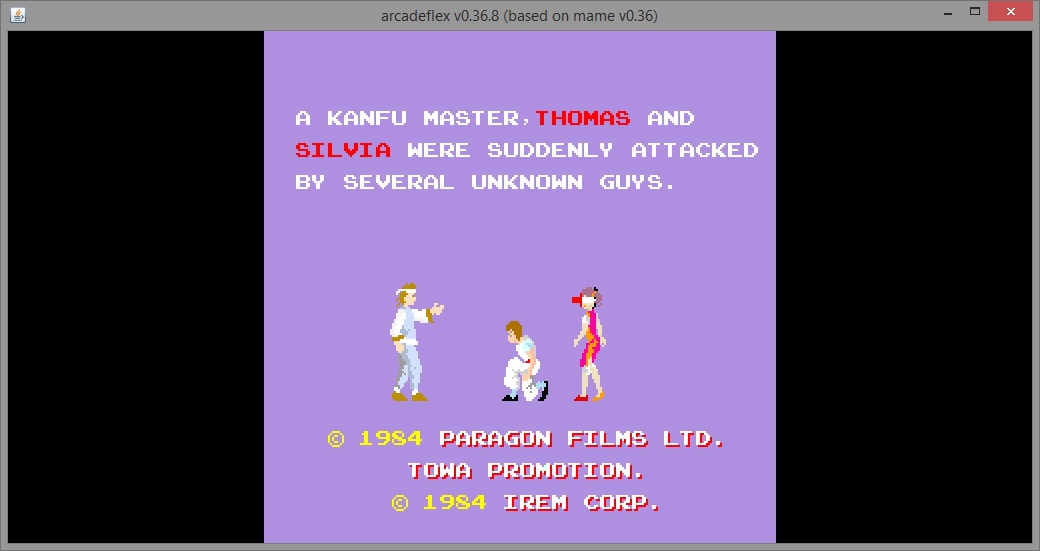 arcadeflex v0.36.8 (based on mame v0.36)
A KANFU MASTER,THOMAS AND
SILVIA WERE SUDDENLY ATTACKED
BY SEVERAL UNKNOWN GUYS.
© 1984 PARAGON FILMS LTD.
TOWA PROMOTION.
© 1984 IREM CORP.